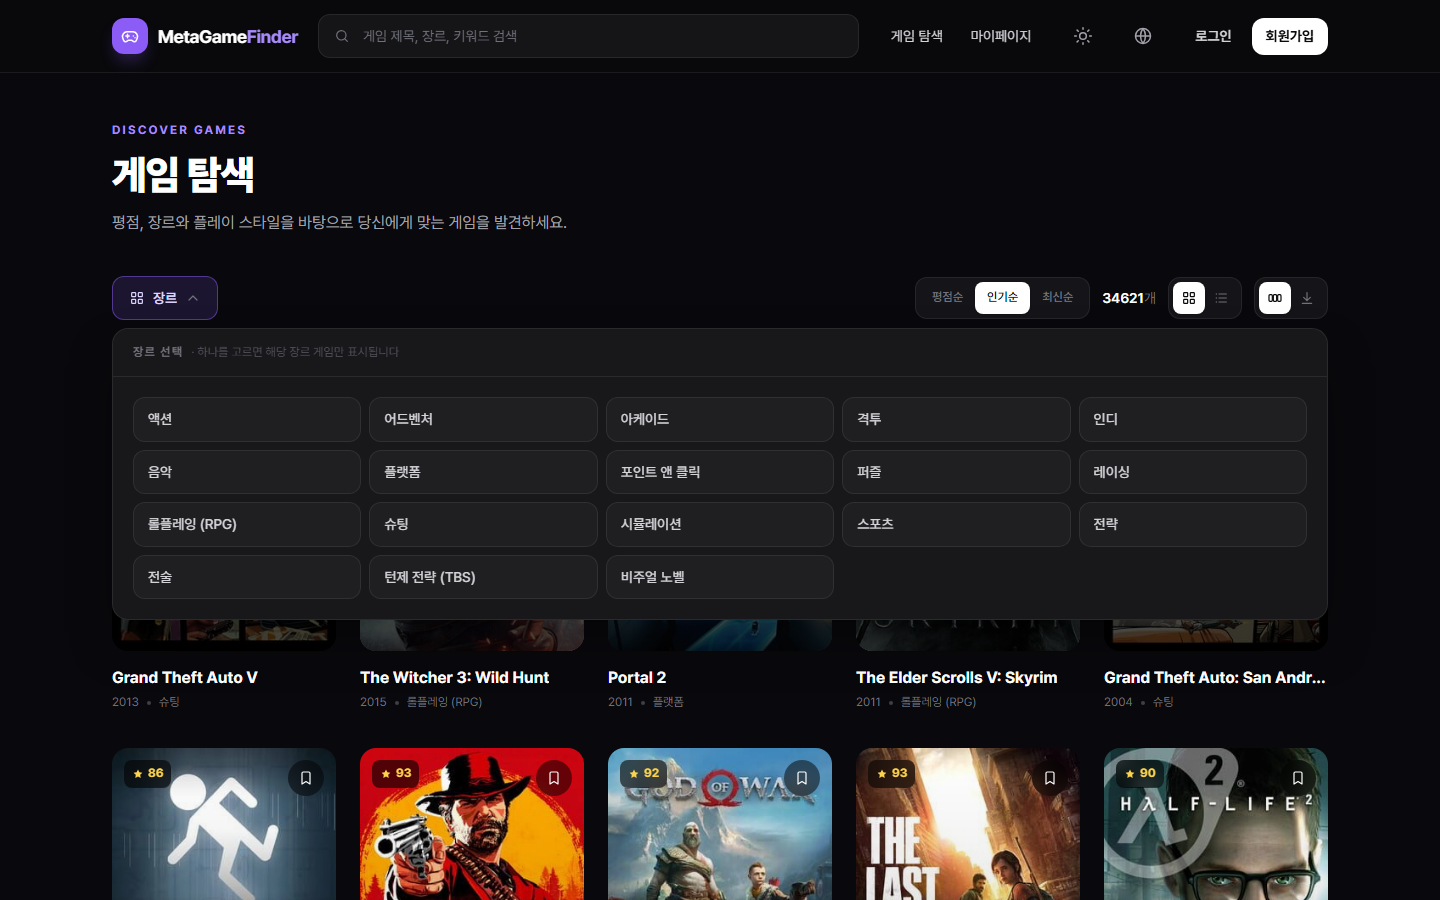 MetaGameFinder
게임 제목, 장르, 키워드 검색
게임 탐색
마이페이지
로그인
회원가입
DISCOVER GAMES
게임 탐색
평점, 장르와 플레이 스타일을 바탕으로 당신에게 맞는 게임을 발견하세요.
장르
평점순
인기순
최신순
34621개
장르 선택 · 하나를 고르면 해당 장르 게임만 표시됩니다
액션
어드벤처
아케이드
격투
인디
음악
플랫폼
포인트 앤 클릭
퍼즐
레이싱
롤플레잉 (RPG)
슈팅
시뮬레이션
스포츠
전략
전술
턴제 전략 (TBS)
비주얼 노벨
Grand Theft Auto V
2013 • 슈팅
The Witcher 3: Wild Hunt
2015 • 롤플레잉 (RPG)
Portal 2
2011 • 플랫폼
The Elder Scrolls V: Skyrim
2011 • 롤플레잉 (RPG)
Grand Theft Auto: San Andr...
2004 • 슈팅
86
93
92
GOD OF WAR
93
THE
LAST
90
2
HλLF-LIFE 2